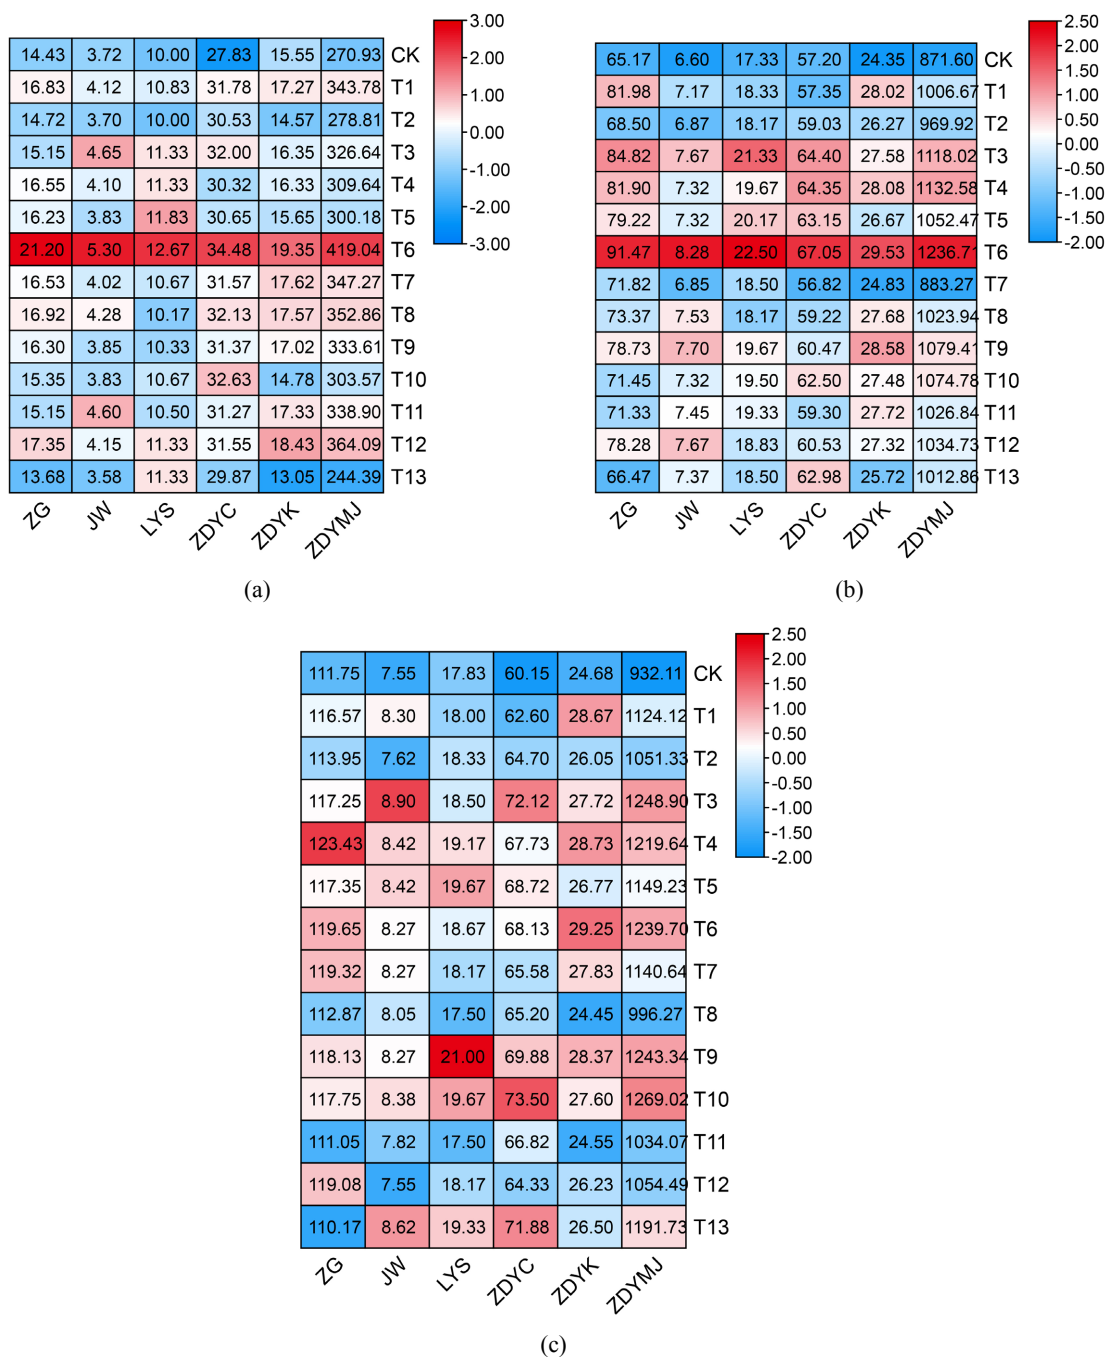 3.00
2.00
1.00
0.00
-1.00
-2.00
-3.00
14.43 3.72 10.00 27.83 15.55 270.93 CK
16.83 4.12 10.83 31.78 17.27 343.78 T1
14.72 3.70 10.00 30.53 14.57 278.81 T2
15.15 4.65 11.33 32.00 16.35 326.64 T3
16.55 4.10 11.33 30.32 16.33 309.64 T4
16.23 3.83 11.83 30.65 15.65 300.18 T5
21.20 5.30 12.67 34.48 19.35 419.04 T6
16.53 4.02 10.67 31.57 17.62 347.27 T7
16.92 4.28 10.17 32.13 17.57 352.86 T8
16.30 3.85 10.33 31.37 17.02 333.61 T9
15.35 3.83 10.67 32.63 14.78 303.57 T10
15.15 4.60 10.50 31.27 17.33 338.90 T11
17.35 4.15 11.33 31.55 18.43 364.09 T12
13.68 3.58 11.33 29.87 13.05 244.39 T13
ZG JW LYS ZDYC ZDYK ZDYMJ
(a)
2.50
2.00
1.50
1.00
0.50
0.00
-0.50
-1.00
-1.50
-2.00
65.17 6.60 17.33 57.20 24.35 871.60 CK
81.98 7.17 18.33 57.35 28.02 1006.67 T1
68.50 6.87 18.17 59.03 26.27 969.92 T2
84.82 7.67 21.33 64.40 27.58 1118.02 T3
81.90 7.32 19.67 64.35 28.08 1132.58 T4
79.22 7.32 20.17 63.15 26.67 1052.47 T5
91.47 8.28 22.50 67.05 29.53 1236.71 T6
71.82 6.85 18.50 56.82 24.83 883.27 T7
73.37 7.53 18.17 59.22 27.68 1023.94 T8
78.73 7.70 19.67 60.47 28.58 1079.41 T9
71.45 7.32 19.50 62.50 27.48 1074.78 T10
71.33 7.45 19.33 59.30 27.72 1026.84 T11
78.28 7.67 18.83 60.53 27.32 1034.73 T12
66.47 7.37 18.50 62.98 25.72 1012.86 T13
ZG JW LYS ZDYC ZDYK ZDYMJ
(b)
2.50
2.00
1.50
1.00
0.50
0.00
-0.50
-1.00
-1.50
-2.00
111.75 7.55 17.83 60.15 24.68 932.11 CK
116.57 8.30 18.00 62.60 28.67 1124.12 T1
113.95 7.62 18.33 64.70 26.05 1051.33 T2
117.25 8.90 18.50 72.12 27.72 1248.90 T3
123.43 8.42 19.17 67.73 28.73 1219.64 T4
117.35 8.42 19.67 68.72 26.77 1149.23 T5
119.65 8.27 18.67 68.13 29.25 1239.70 T6
119.32 8.27 18.17 65.58 27.83 1140.64 T7
112.87 8.05 17.50 65.20 24.45 996.27 T8
118.13 8.27 21.00 69.88 28.37 1243.34 T9
117.75 8.38 19.67 73.50 27.60 1269.02 T10
111.05 7.82 17.50 66.82 24.55 1034.07 T11
119.08 7.55 18.17 64.33 26.23 1054.49 T12
110.17 8.62 19.33 71.88 26.50 1191.73 T13
ZG JW LYS ZDYC ZDYK ZDYMJ
(c)